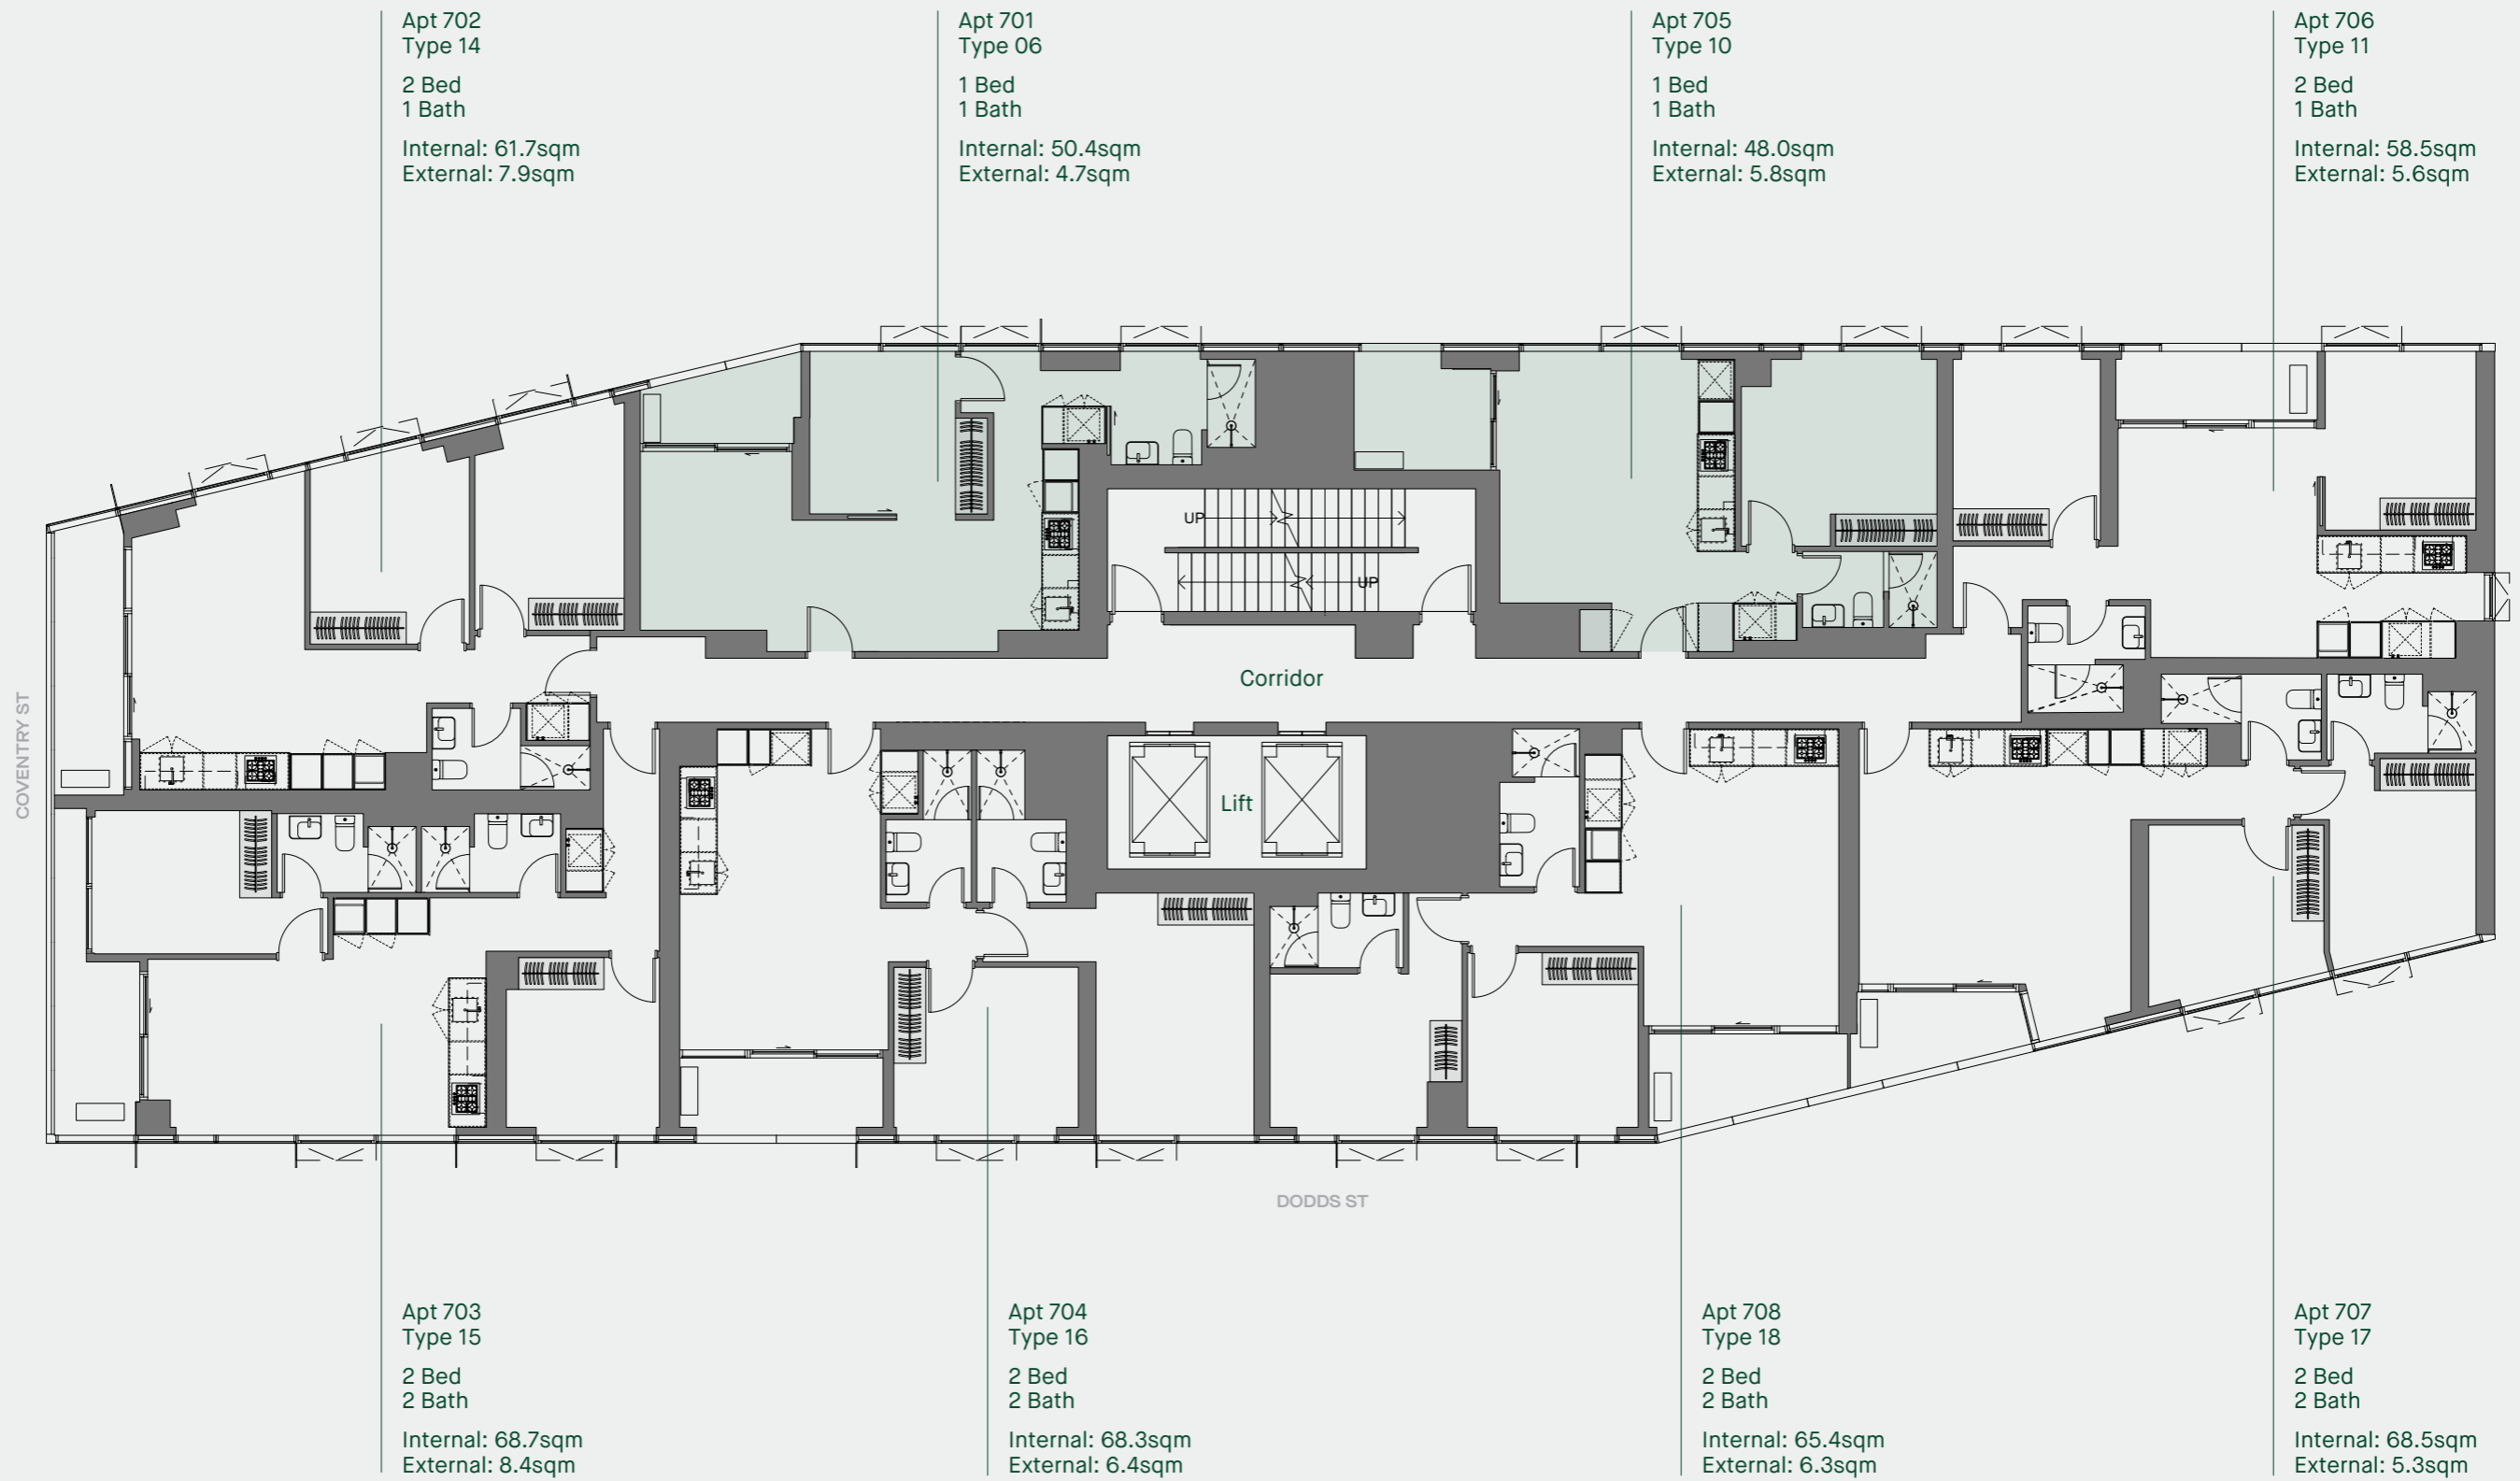 Apt 702
Type 14
2 Bed
1 Bath
Internal: 61.7sqm
External: 7.9sqm
Apt 701
Type 06
1 Bed
1 Bath
Internal: 50.4sqm
External: 4.7sqm
Apt 705
Type 10
1 Bed
1 Bath
Internal: 48.0sqm
External: 5.8sqm
Apt 706
Type 11
2 Bed
1 Bath
Internal: 58.5sqm
External: 5.6sqm
UP
UP
Corridor
COVENTRY ST
Lift
DODDS ST
Apt 703
Type 15
2 Bed
2 Bath
Internal: 68.7sqm
External: 8.4sqm
Apt 704
Type 16
2 Bed
2 Bath
Internal: 68.3sqm
External: 6.4sqm
Apt 708
Type 18
2 Bed
2 Bath
Internal: 65.4sqm
External: 6.3sqm
Apt 707
Type 17
2 Bed
2 Bath
Internal: 68.5sqm
External: 5.3sqm